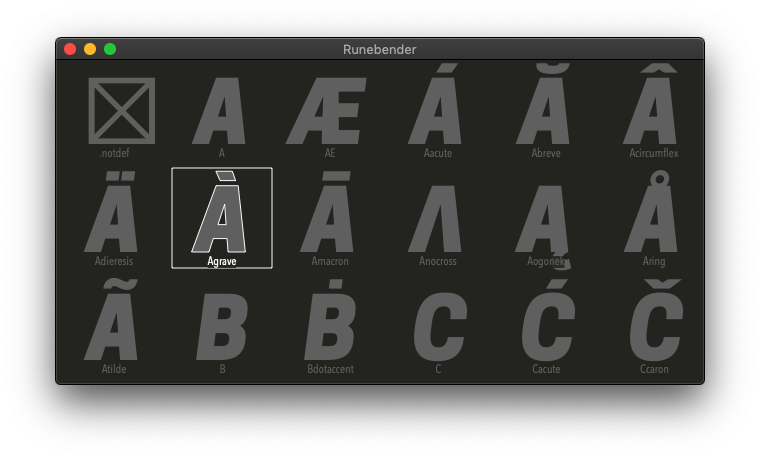 Runebender
A Æ Á Ă Â
.notdef A AE Aacute Abreve Acircumflex
Ä À Ā Λ Ą Å
Adieresis Agrave Amacron Anocross Aogonek Aring
Ã B Ḃ C Ć Č
Atilde B Bdotaccent C Cacute Ccaron